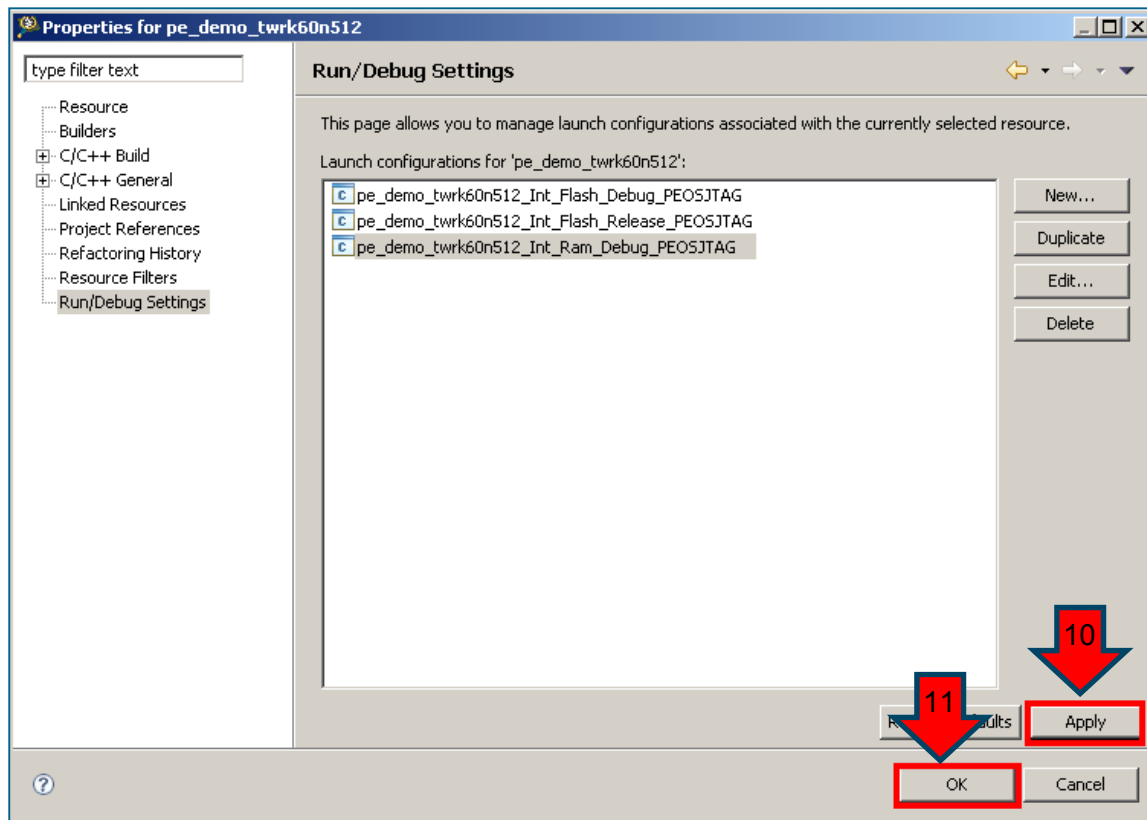 Properties for pe_demo_twrk60n512
type filter text
Resource
Builders
C/C++ Build
C/C++ General
Linked Resources
Project References
Refactoring History
Resource Filters
Run/Debug Settings
Run/Debug Settings
This page allows you to manage launch configurations associated with the currently selected resource.
Launch configurations for 'pe_demo_twrk60n512':
pe_demo_twrk60n512_Int_Flash_Debug_PEOSJTAG
pe_demo_twrk60n512_Int_Flash_Release_PEOSJTAG
pe_demo_twrk60n512_Int_Ram_Debug_PEOSJTAG
New...
Duplicate
Edit...
Delete
10
11
Apply
OK
Cancel